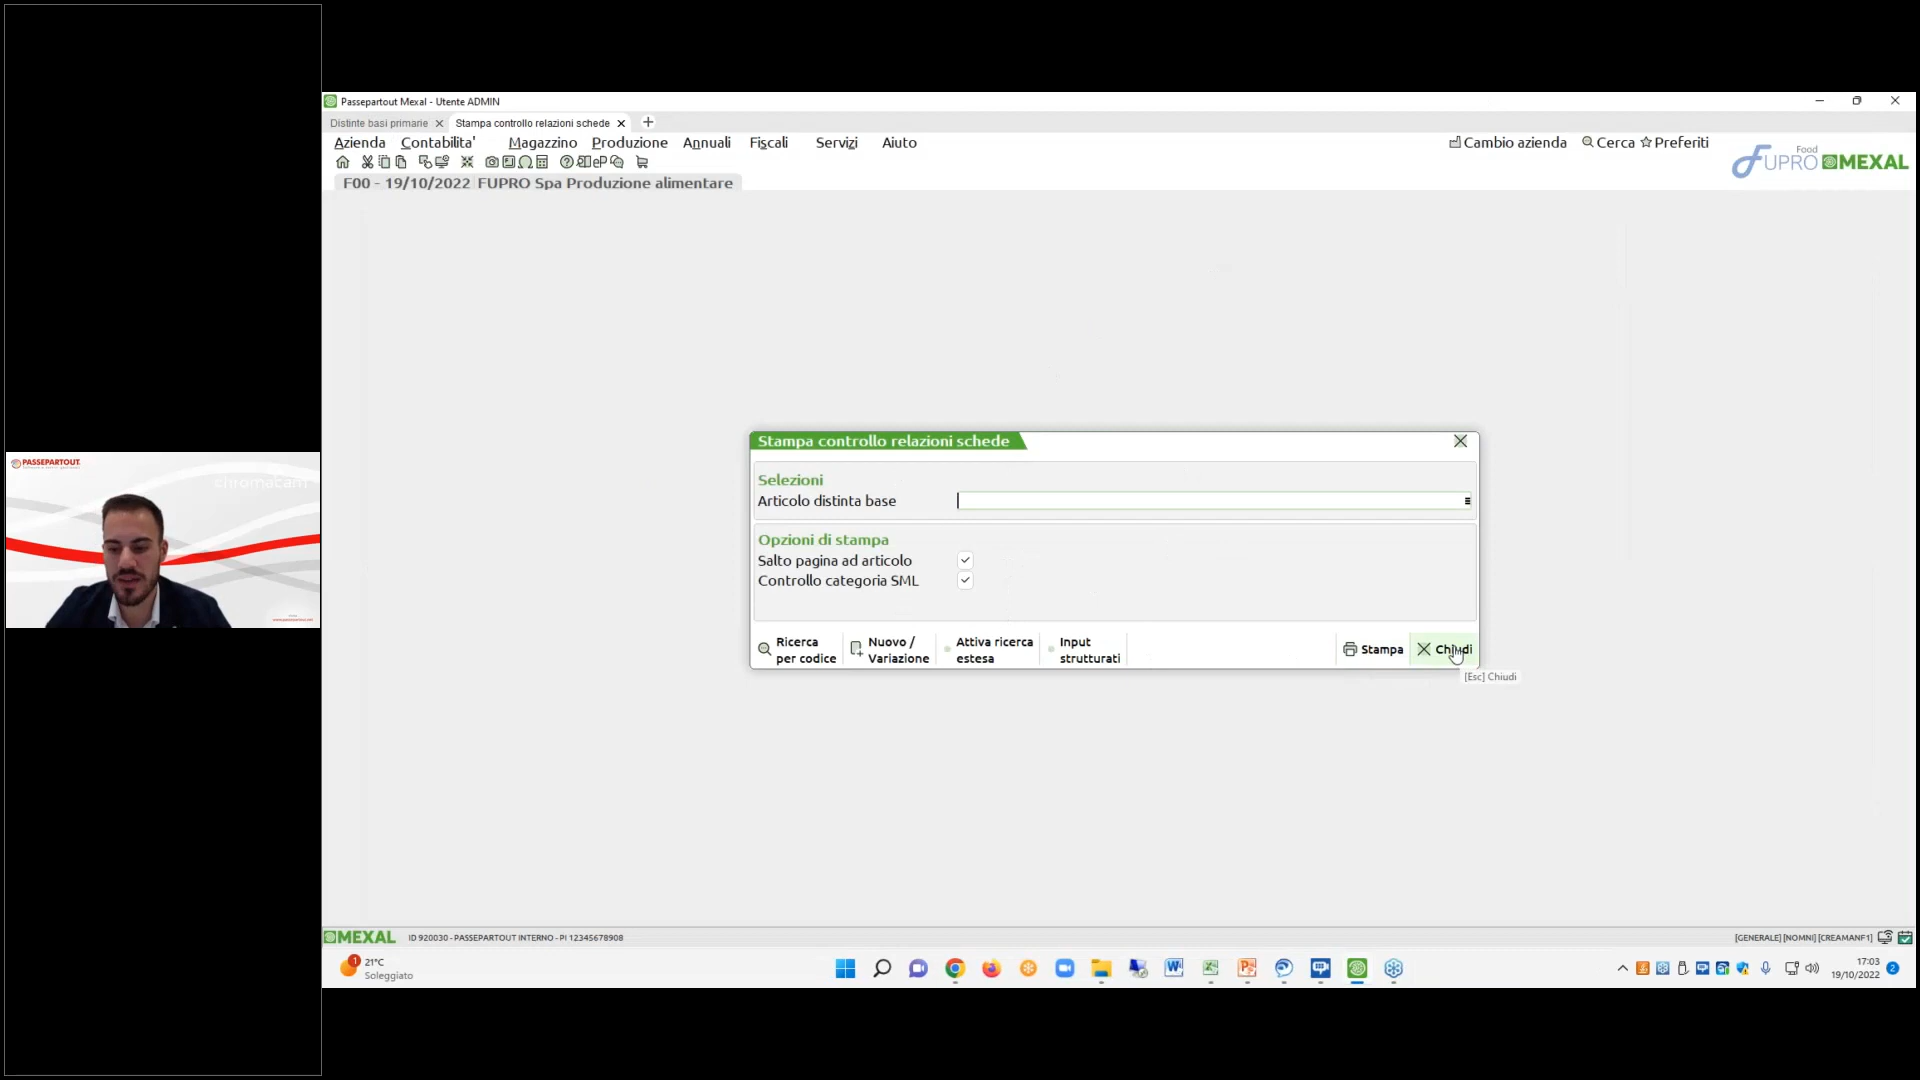 Passepartout Mexal - Utente ADMIN
Distinte basi primarie
Stampa controllo relazioni schede
Azienda Contabilita' Magazzino Produzione Annuali Fiscali Servizi Aiuto
Cambio azienda Cerca Preferiti
Food
FUPRO MEXAL
F00 - 19/10/2022 FUPRO Spa Produzione alimentare
PASSEPARTOUT
chromacam
Stampa controllo relazioni schede
Selezioni
Articolo distinta base
Opzioni di stampa
Salto pagina ad articolo
Controllo categoria SML
Ricerca per codice
Nuovo / Variazione
Attiva ricerca estesa
Input strutturati
Stampa
Chiudi
[Esc] Chiudi
MEXAL
ID 920030 - PASSEPARTOUT INTERNO - PI 12345678908
[GENERALE] [NOMNI] [CREAMANF1]
1
21°C
Soleggiato
17:03
19/10/2022
2